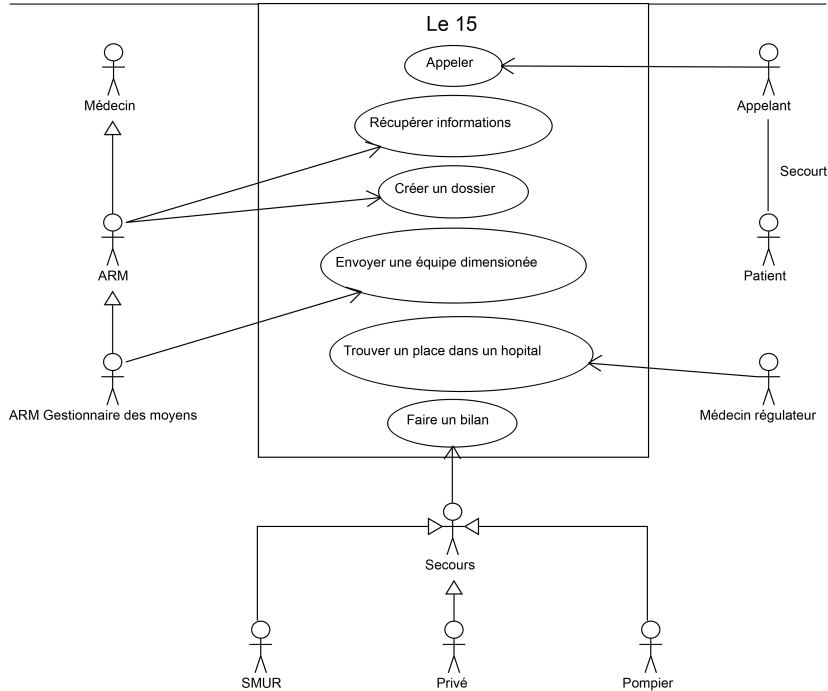 Le 15
Appeler
Médecin
Appelant
Récupérer informations
Secourt
Créer un dossier
Envoyer une équipe dimensionée
ARM
Patient
Trouver un place dans un hopital
ARM Gestionnaire des moyens
Médecin régulateur
Faire un bilan
Secours
SMUR
Privé
Pompier